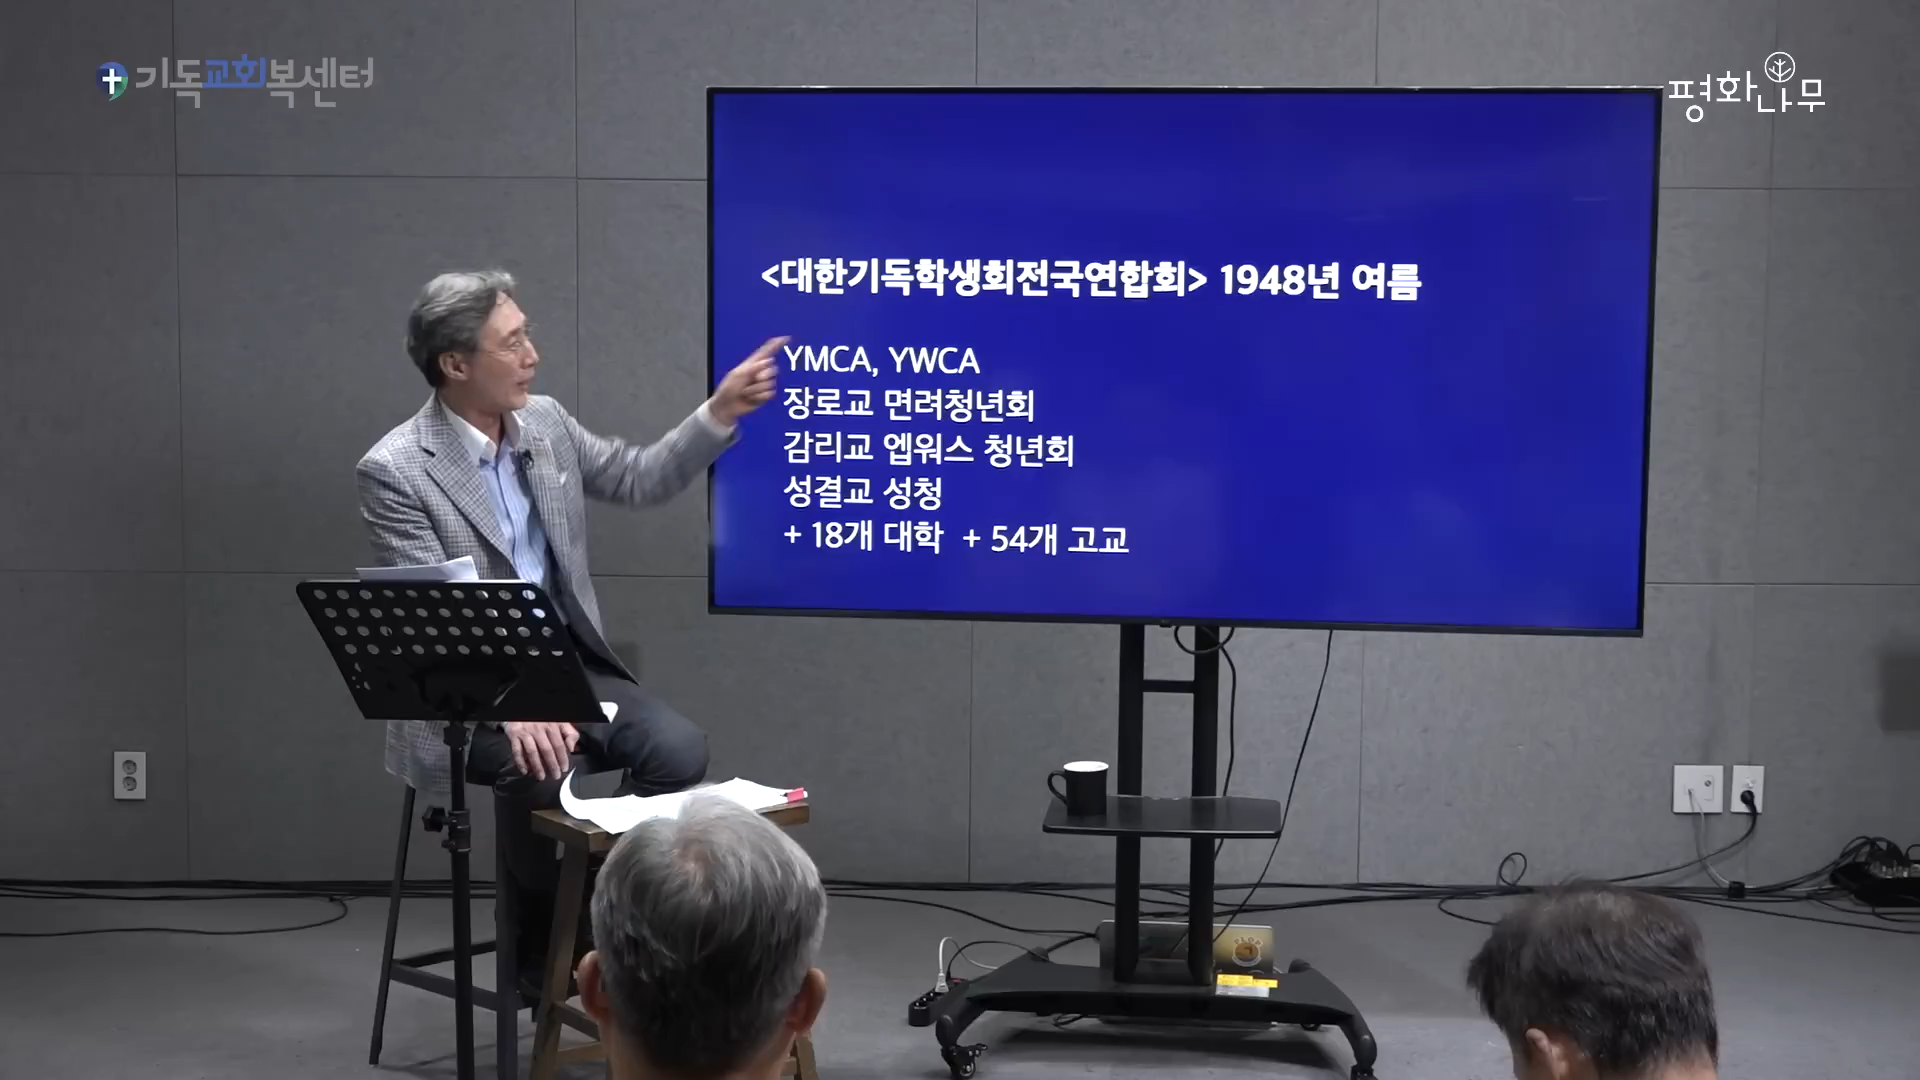 기독교회복센터
평화나무
<대한기독학생회전국연합회> 1948년 여름
YMCA, YWCA
장로교 면려청년회
감리교 엡워스 청년회
성결교 성청
+ 18개 대학 + 54개 고교